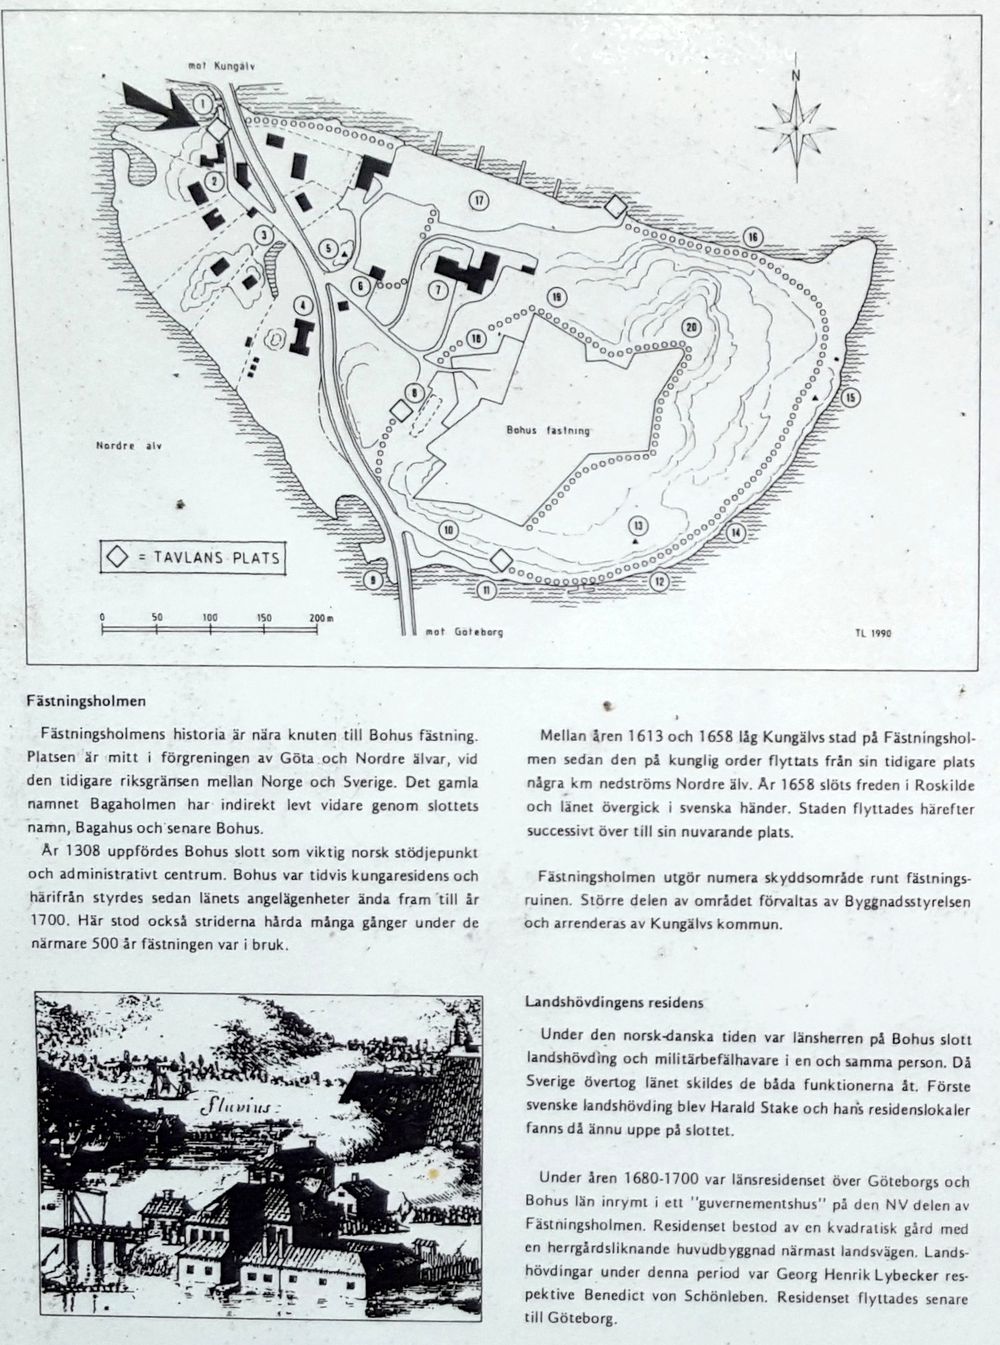 mot Kungälv
N
1
2
3
4
5
6
7
8
9
10
11
12
13
14
15
16
17
18
19
20
Bohus fästning
Nordre älv
◇ = TAVLANS PLATS
0 50 100 150 200 m
mot Göteborg
TL 1990
Fästningsholmen
Fästningsholmens historia är nära knuten till Bohus fästning.
Platsen är mitt i förgreningen av Göta och Nordre älvar, vid
den tidigare riksgränsen mellan Norge och Sverige. Det gamla
namnet Bagaholmen har indirekt levt vidare genom slottets
namn, Bagahus och senare Bohus.
År 1308 uppfördes Bohus slott som viktig norsk stödjepunkt
och administrativt centrum. Bohus var tidvis kungaresidens och
härifrån styrdes sedan länets angelägenheter ända fram till år
1700. Här stod också striderna hårda många gånger under de
närmare 500 år fästningen var i bruk.
Mellan åren 1613 och 1658 låg Kungälvs stad på Fästningshol-
men sedan den på kunglig order flyttats från sin tidigare plats
några km nedströms Nordre älv. År 1658 slöts freden i Roskilde
och länet övergick i svenska händer. Staden flyttades härefter
successivt över till sin nuvarande plats.
Fästningsholmen utgör numera skyddsområde runt fästnings-
ruinen. Större delen av området förvaltas av Byggnadsstyrelsen
och arrenderas av Kungälvs kommun.
Fluvius
Landshövdingens residens
Under den norsk-danska tiden var länsherren på Bohus slott
landshövding och militärbefälhavare i en och samma person. Då
Sverige övertog länet skildes de båda funktionerna åt. Förste
svenske landshövding blev Harald Stake och hans residenslokaler
fanns då ännu uppe på slottet.
Under åren 1680-1700 var länsresidenset över Göteborgs och
Bohus län inrymt i ett "guvernementshus" på den NV delen av
Fästningsholmen. Residenset bestod av en kvadratisk gård med
en herrgårdsliknande huvudbyggnad närmast landsvägen. Lands-
hövdingar under denna period var Georg Henrik Lybecker res-
pektive Benedict von Schönleben. Residenset flyttades senare
till Göteborg.